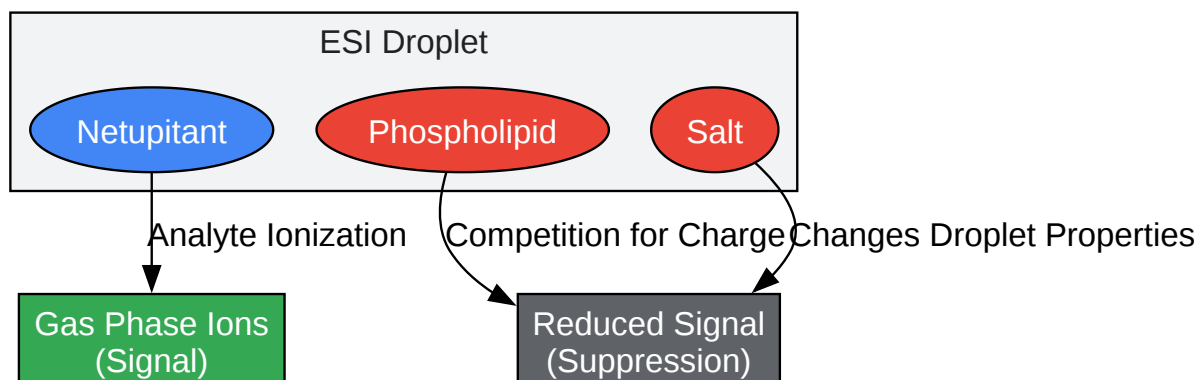 ESI Droplet
Netupitant
Phospholipid
Salt
Analyte Ionization
Competition for Charge
Changes Droplet Properties
Gas Phase Ions
(Signal)
Reduced Signal
(Suppression)